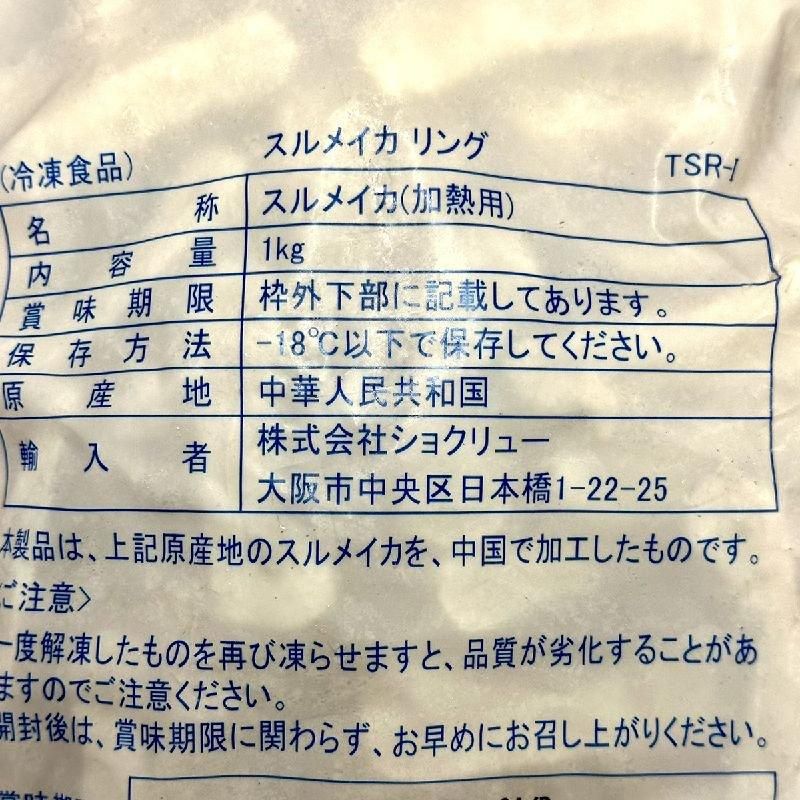 スルメイカ リング
(冷凍食品) TSR-
名称 スルメイカ(加熱用)
内容量 1kg
賞味期限 枠外下部に記載してあります。
保存方法 -18℃以下で保存してください。
原産地 中華人民共和国
輸入者 株式会社ショクリュー
大阪市中央区日本橋1-22-25
本製品は、上記原産地のスルメイカを、中国で加工したものです。
ご注意>
一度解凍したものを再び凍らせますと、品質が劣化することがあ
ますのでご注意ください。
開封後は、賞味期限に関わらず、お早めにお召し上がりください。